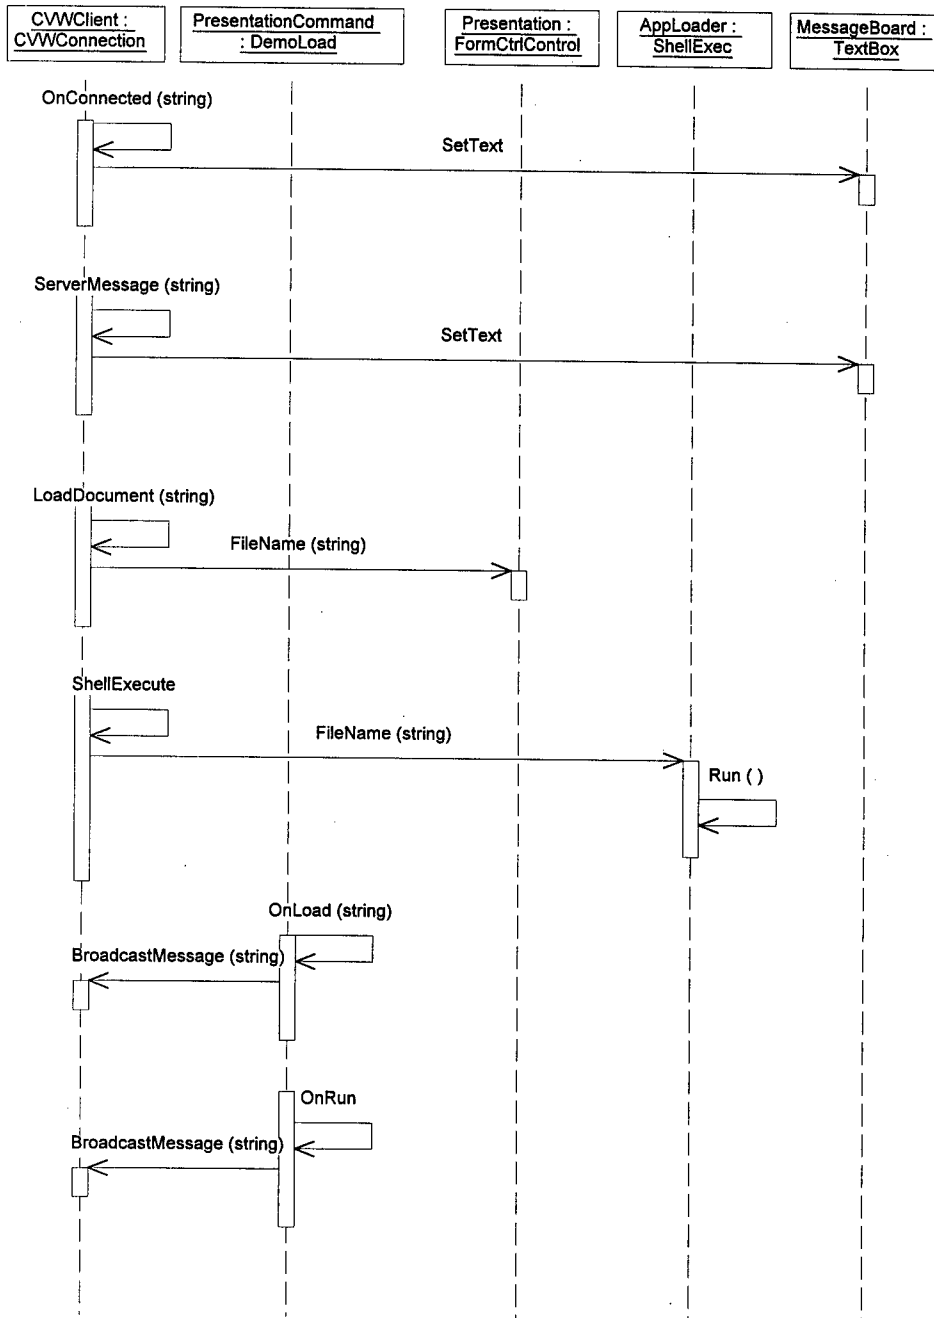 CVWClient :
CVWConnection
PresentationCommand
: DemoLoad
Presentation :
FormCtrlControl
AppLoader :
ShellExec
MessageBoard :
TextBox
OnConnected (string)
SetText
ServerMessage (string)
SetText
LoadDocument (string)
FileName (string)
ShellExecute
FileName (string)
Run ( )
OnLoad (string)
BroadcastMessage (string)
OnRun
BroadcastMessage (string)